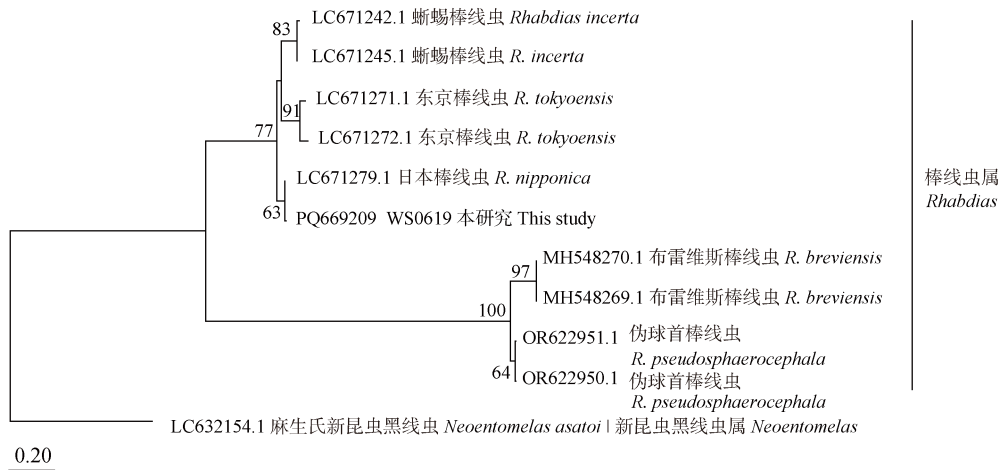 LC671242.1 蜥蜴棒线虫 Rhabdias incerta
83
LC671245.1 蜥蜴棒线虫 R. incerta
LC671271.1 东京棒线虫 R. tokyoensis
91
77
LC671272.1 东京棒线虫 R. tokyoensis
LC671279.1 日本棒线虫 R. nipponica
棒线虫属
Rhabdias
63
PQ669209 WS0619 本研究 This study
MH548270.1 布雷维斯棒线虫 R. breviensis
97
MH548269.1 布雷维斯棒线虫 R. breviensis
100
OR622951.1 伪球首棒线虫
R. pseudosphaerocephala
64
OR622950.1 伪球首棒线虫
R. pseudosphaerocephala
LC632154.1 麻生氏新昆虫黑线虫 Neoentomelas asatoi | 新昆虫黑线虫属 Neoentomelas
0.20